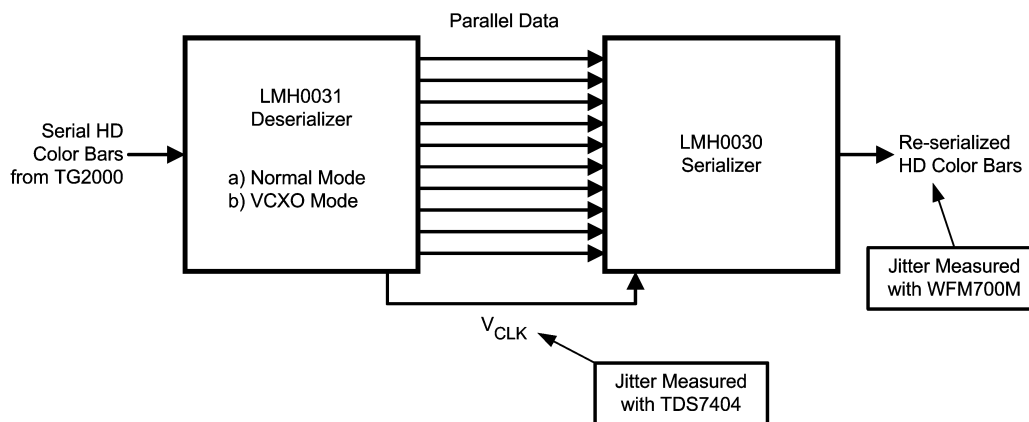 Parallel Data
LMH0031
Deserializer
a) Normal Mode
b) VCXO Mode
Serial HD
Color Bars
from TG2000
LMH0030
Serializer
Re-serialized
HD Color Bars
Jitter Measured
with WFM700M
VCLK
Jitter Measured
with TDS7404